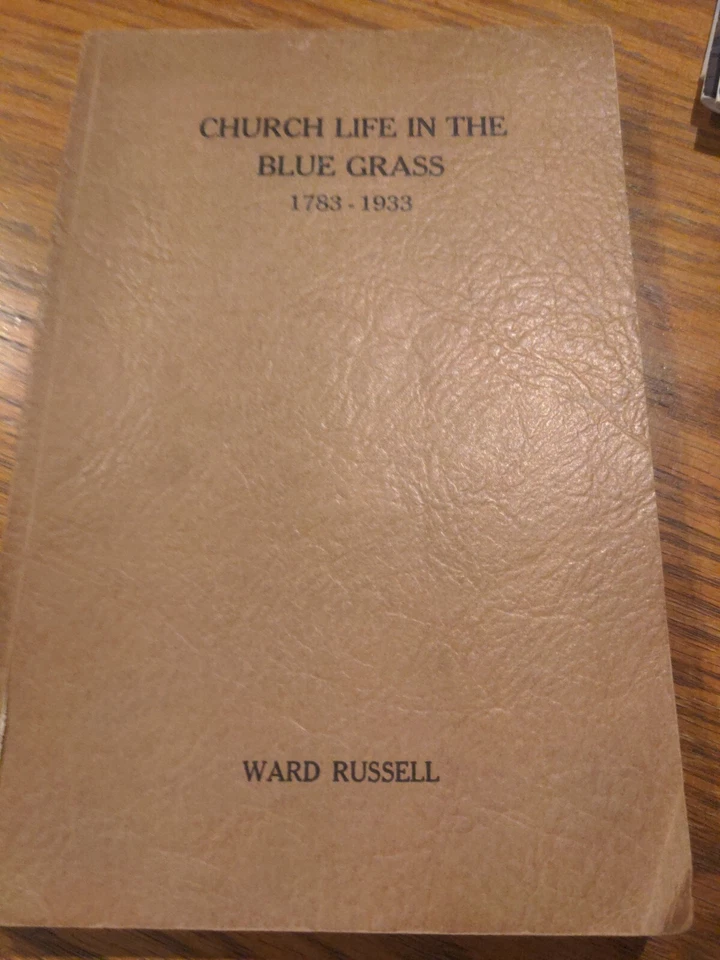 CHURCH LIFE IN THE
BLUE GRASS
1783 - 1933
WARD RUSSELL